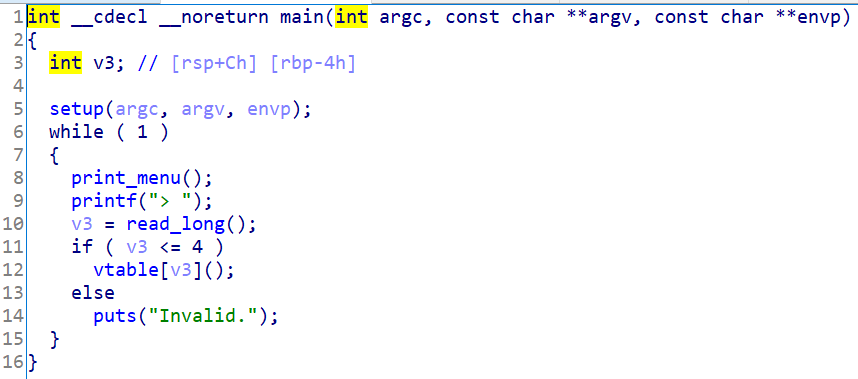 1 int __cdecl __noreturn main(int argc, const char **argv, const char **envp)
2 {
3   int v3; // [rsp+Ch] [rbp-4h]
4
5   setup(argc, argv, envp);
6   while ( 1 )
7   {
8     print_menu();
9     printf("> ");
10     v3 = read_long();
11     if ( v3 <= 4 )
12       vtable[v3]();
13     else
14       puts("Invalid.");
15   }
16 }